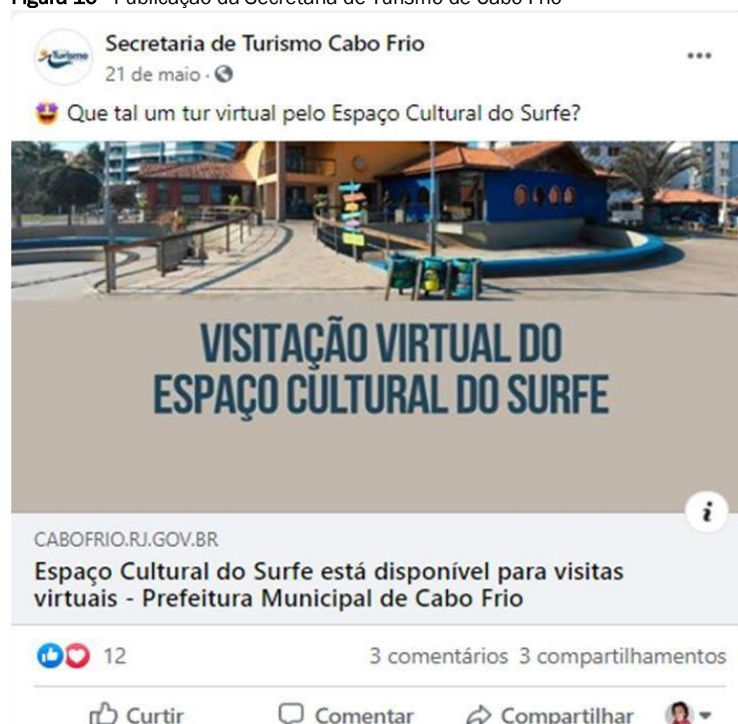 Figura 16 - Publicação da Secretaria de Turismo de Cabo Frio
Turismo
Secretaria de Turismo Cabo Frio
21 de maio ·
Que tal um tur virtual pelo Espaço Cultural do Surfe?
VISITAÇÃO VIRTUAL DO
ESPAÇO CULTURAL DO SURFE
i
CABOFRIO.RJ.GOV.BR
Espaço Cultural do Surfe está disponível para visitas
virtuais - Prefeitura Municipal de Cabo Frio
12 3 comentários 3 compartilhamentos
Curtir Comentar Compartilhar